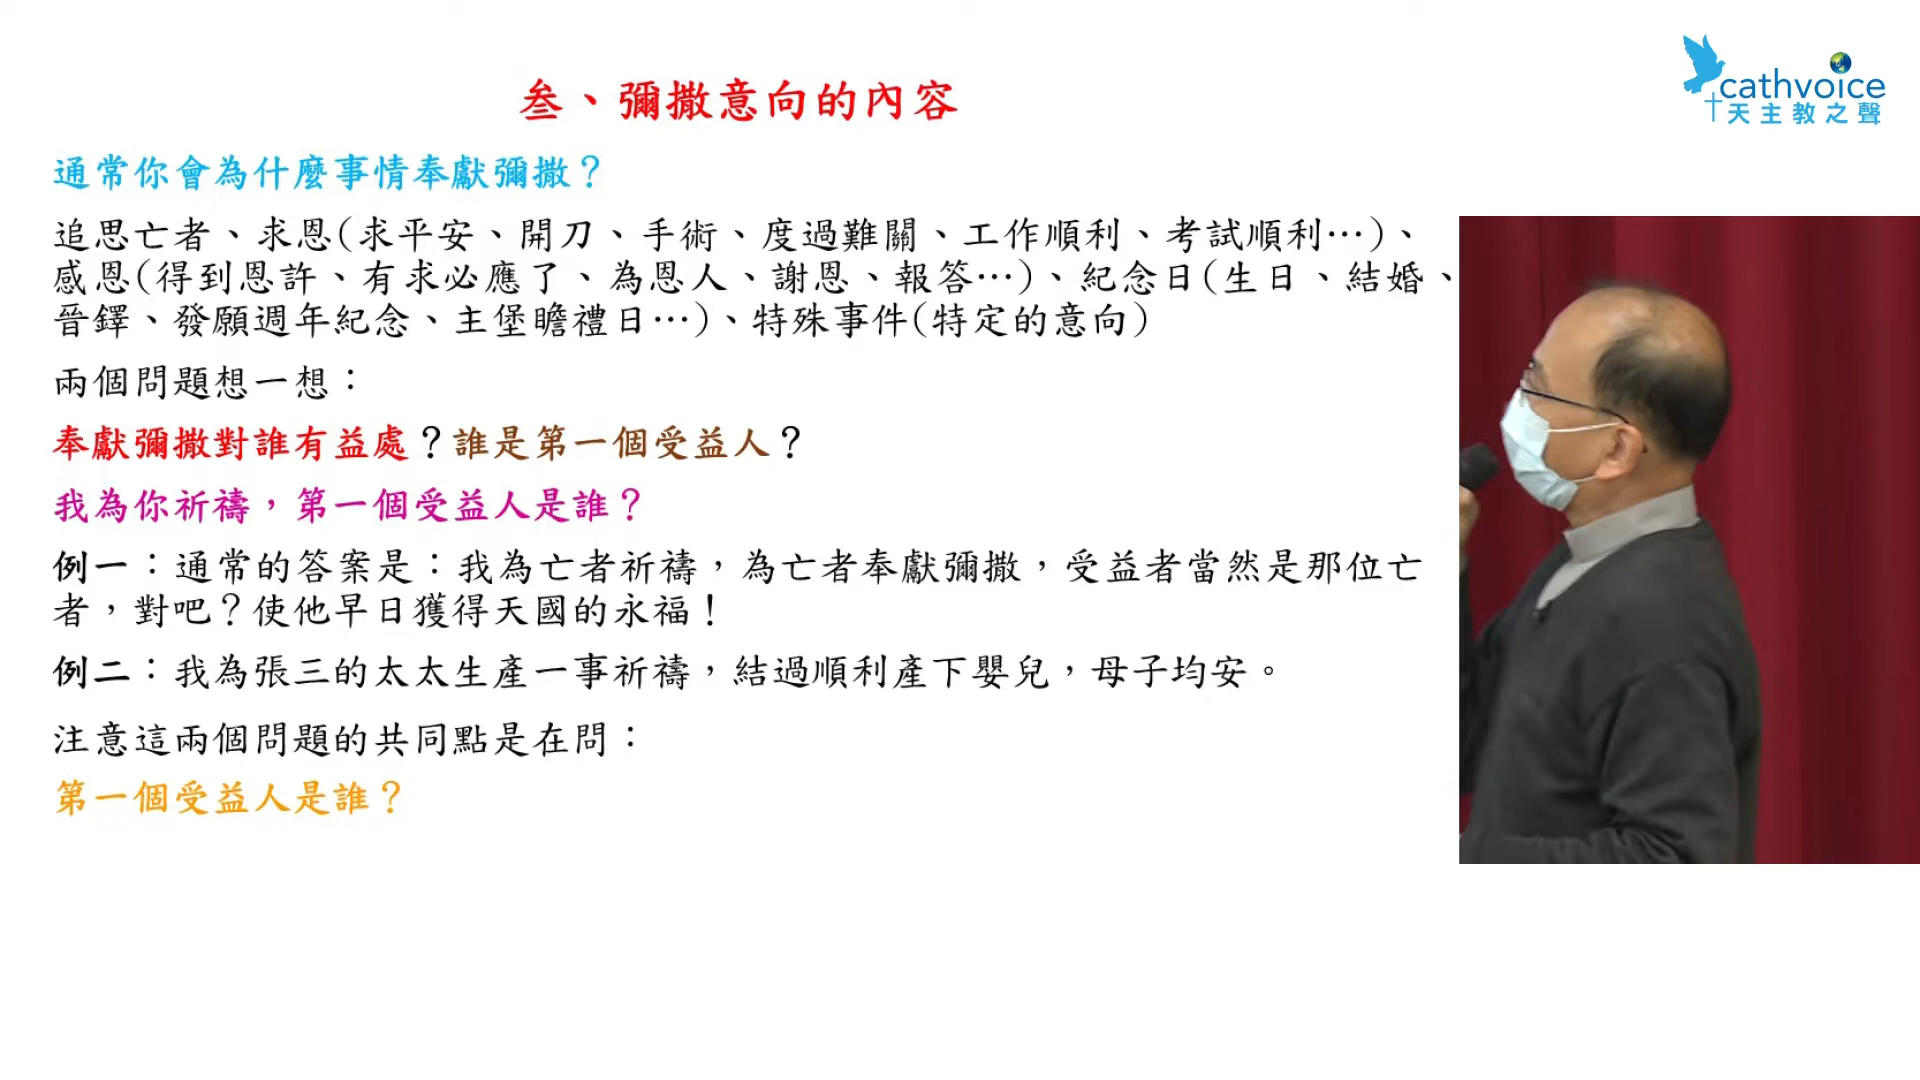 cathvoice
天主教之聲
叁、彌撒意向的內容
通常你會為什麼事情奉獻彌撒？
追思亡者、求恩(求平安、開刀、手術、度過難關、工作順利、考試順利…)、
感恩(得到恩許、有求必應了、為恩人、謝恩、報答…)、紀念日(生日、結婚、
晉鐸、發願週年紀念、主堡瞻禮日…)、特殊事件(特定的意向)
兩個問題想一想：
奉獻彌撒對誰有益處？誰是第一個受益人？
我為你祈禱，第一個受益人是誰？
例一：通常的答案是：我為亡者祈禱，為亡者奉獻彌撒，受益者當然是那位亡
者，對吧？使他早日獲得天國的永福！
例二：我為張三的太太生產一事祈禱，結過順利產下嬰兒，母子均安。
注意這兩個問題的共同點是在問：
第一個受益人是誰？